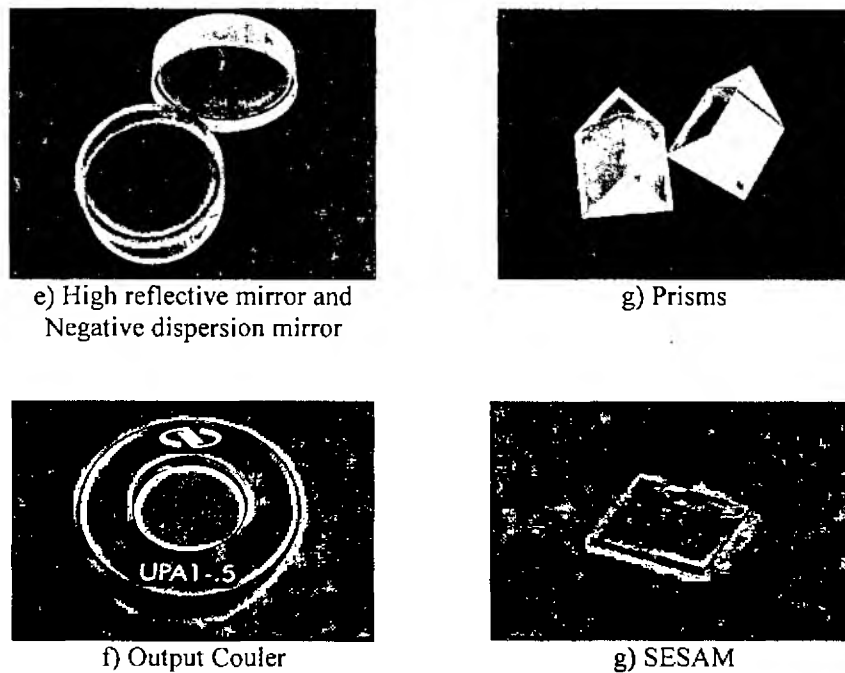 e) High reflective mirror and
Negative dispersion mirror
g) Prisms
UPA1-.5
f) Output Couler
g) SESAM